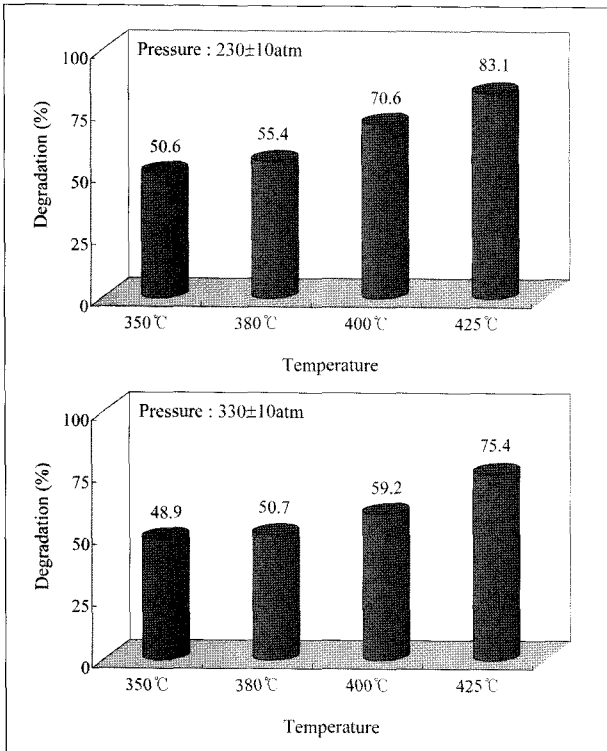 Pressure : 230±10atm
100
75
50
25
0
Degradation (%)
50.6
55.4
70.6
83.1
350℃ 380℃ 400℃ 425℃
Temperature
Pressure : 330±10atm
100
75
50
25
0
Degradation (%)
48.9
50.7
59.2
75.4
350℃ 380℃ 400℃ 425℃
Temperature